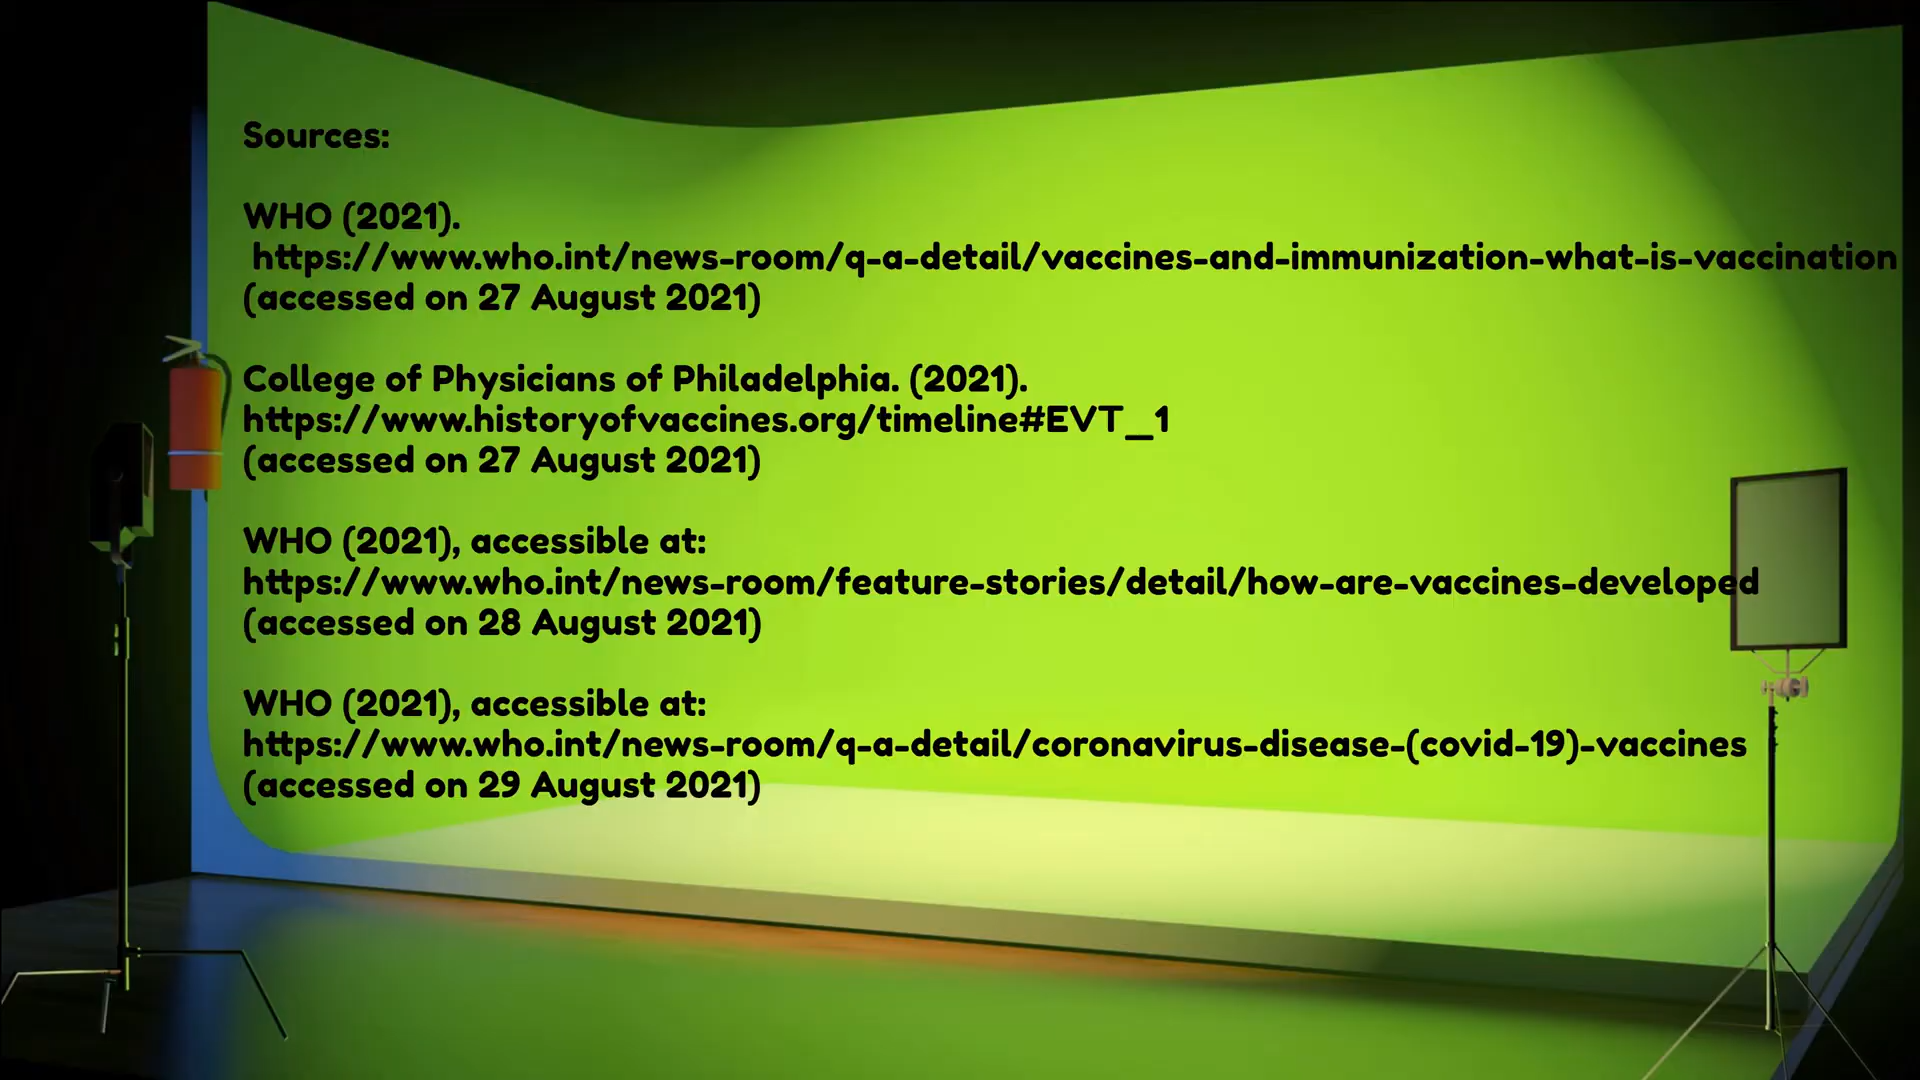 Sources:
WHO (2021).
https://www.who.int/news-room/q-a-detail/vaccines-and-immunization-what-is-vaccination
(accessed on 27 August 2021)
College of Physicians of Philadelphia. (2021).
https://www.historyofvaccines.org/timeline#EVT_1
(accessed on 27 August 2021)
WHO (2021), accessible at:
https://www.who.int/news-room/feature-stories/detail/how-are-vaccines-developed
(accessed on 28 August 2021)
WHO (2021), accessible at:
https://www.who.int/news-room/q-a-detail/coronavirus-disease-(covid-19)-vaccines
(accessed on 29 August 2021)